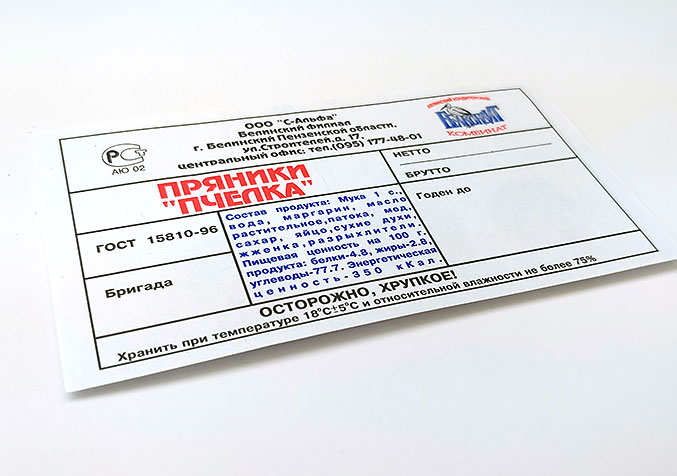 ООО "С-Альфа"
Белинский филиал
г. Белинский Пензенской области,
ул.Строителей,д. 17.
центральный офис: тел.(095) 177-48-01
КОМБИНАТ
РСТ
АЮ 02
НЕТТО
БРУТТО
ПРЯНИКИ
"ПЧЕЛКА"
Годен до
ГОСТ 15810-96
Состав продукта: Мука 1 с.,
вода, маргарин, масло
растительное,патока, мод,
сахар, яйцо,сухие духи,
жженка,разрыхлители.
Пищевая ценность на 100 г.
продукта: белки-4.8, жиры-2.8,
углеводы-77.7. Энергетическая
ценность-350 кКал.
Бригада
ОСТОРОЖНО, ХРУПКОЕ!
Хранить при температуре 18°С±5°С и относительной влажности не более 75%